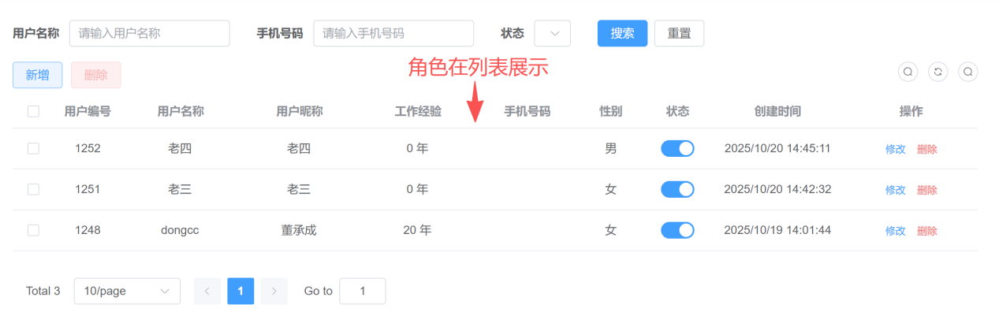 用户名称 请输入用户名称 手机号码 请输入手机号码 状态 搜索 重置
角色在列表展示
新增 删除
用户编号 用户名称 用户昵称 工作经验 手机号码 性别 状态 创建时间 操作
1252 老四 老四 0 年 男 2025/10/20 14:45:11 修改 删除
1251 老三 老三 0 年 女 2025/10/20 14:42:32 修改 删除
1248 dongcc 董承成 20 年 女 2025/10/19 14:01:44 修改 删除
Total 3 10/page 1 Go to 1